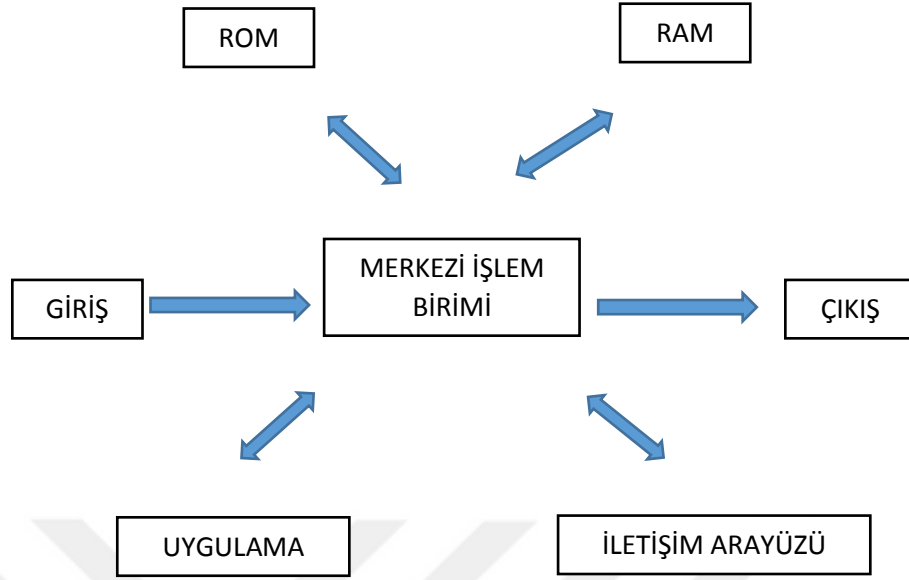 ROM
RAM
MERKEZİ İŞLEM
BİRİMİ
GİRİŞ
ÇIKIŞ
UYGULAMA
İLETİŞİM ARAYÜZÜ